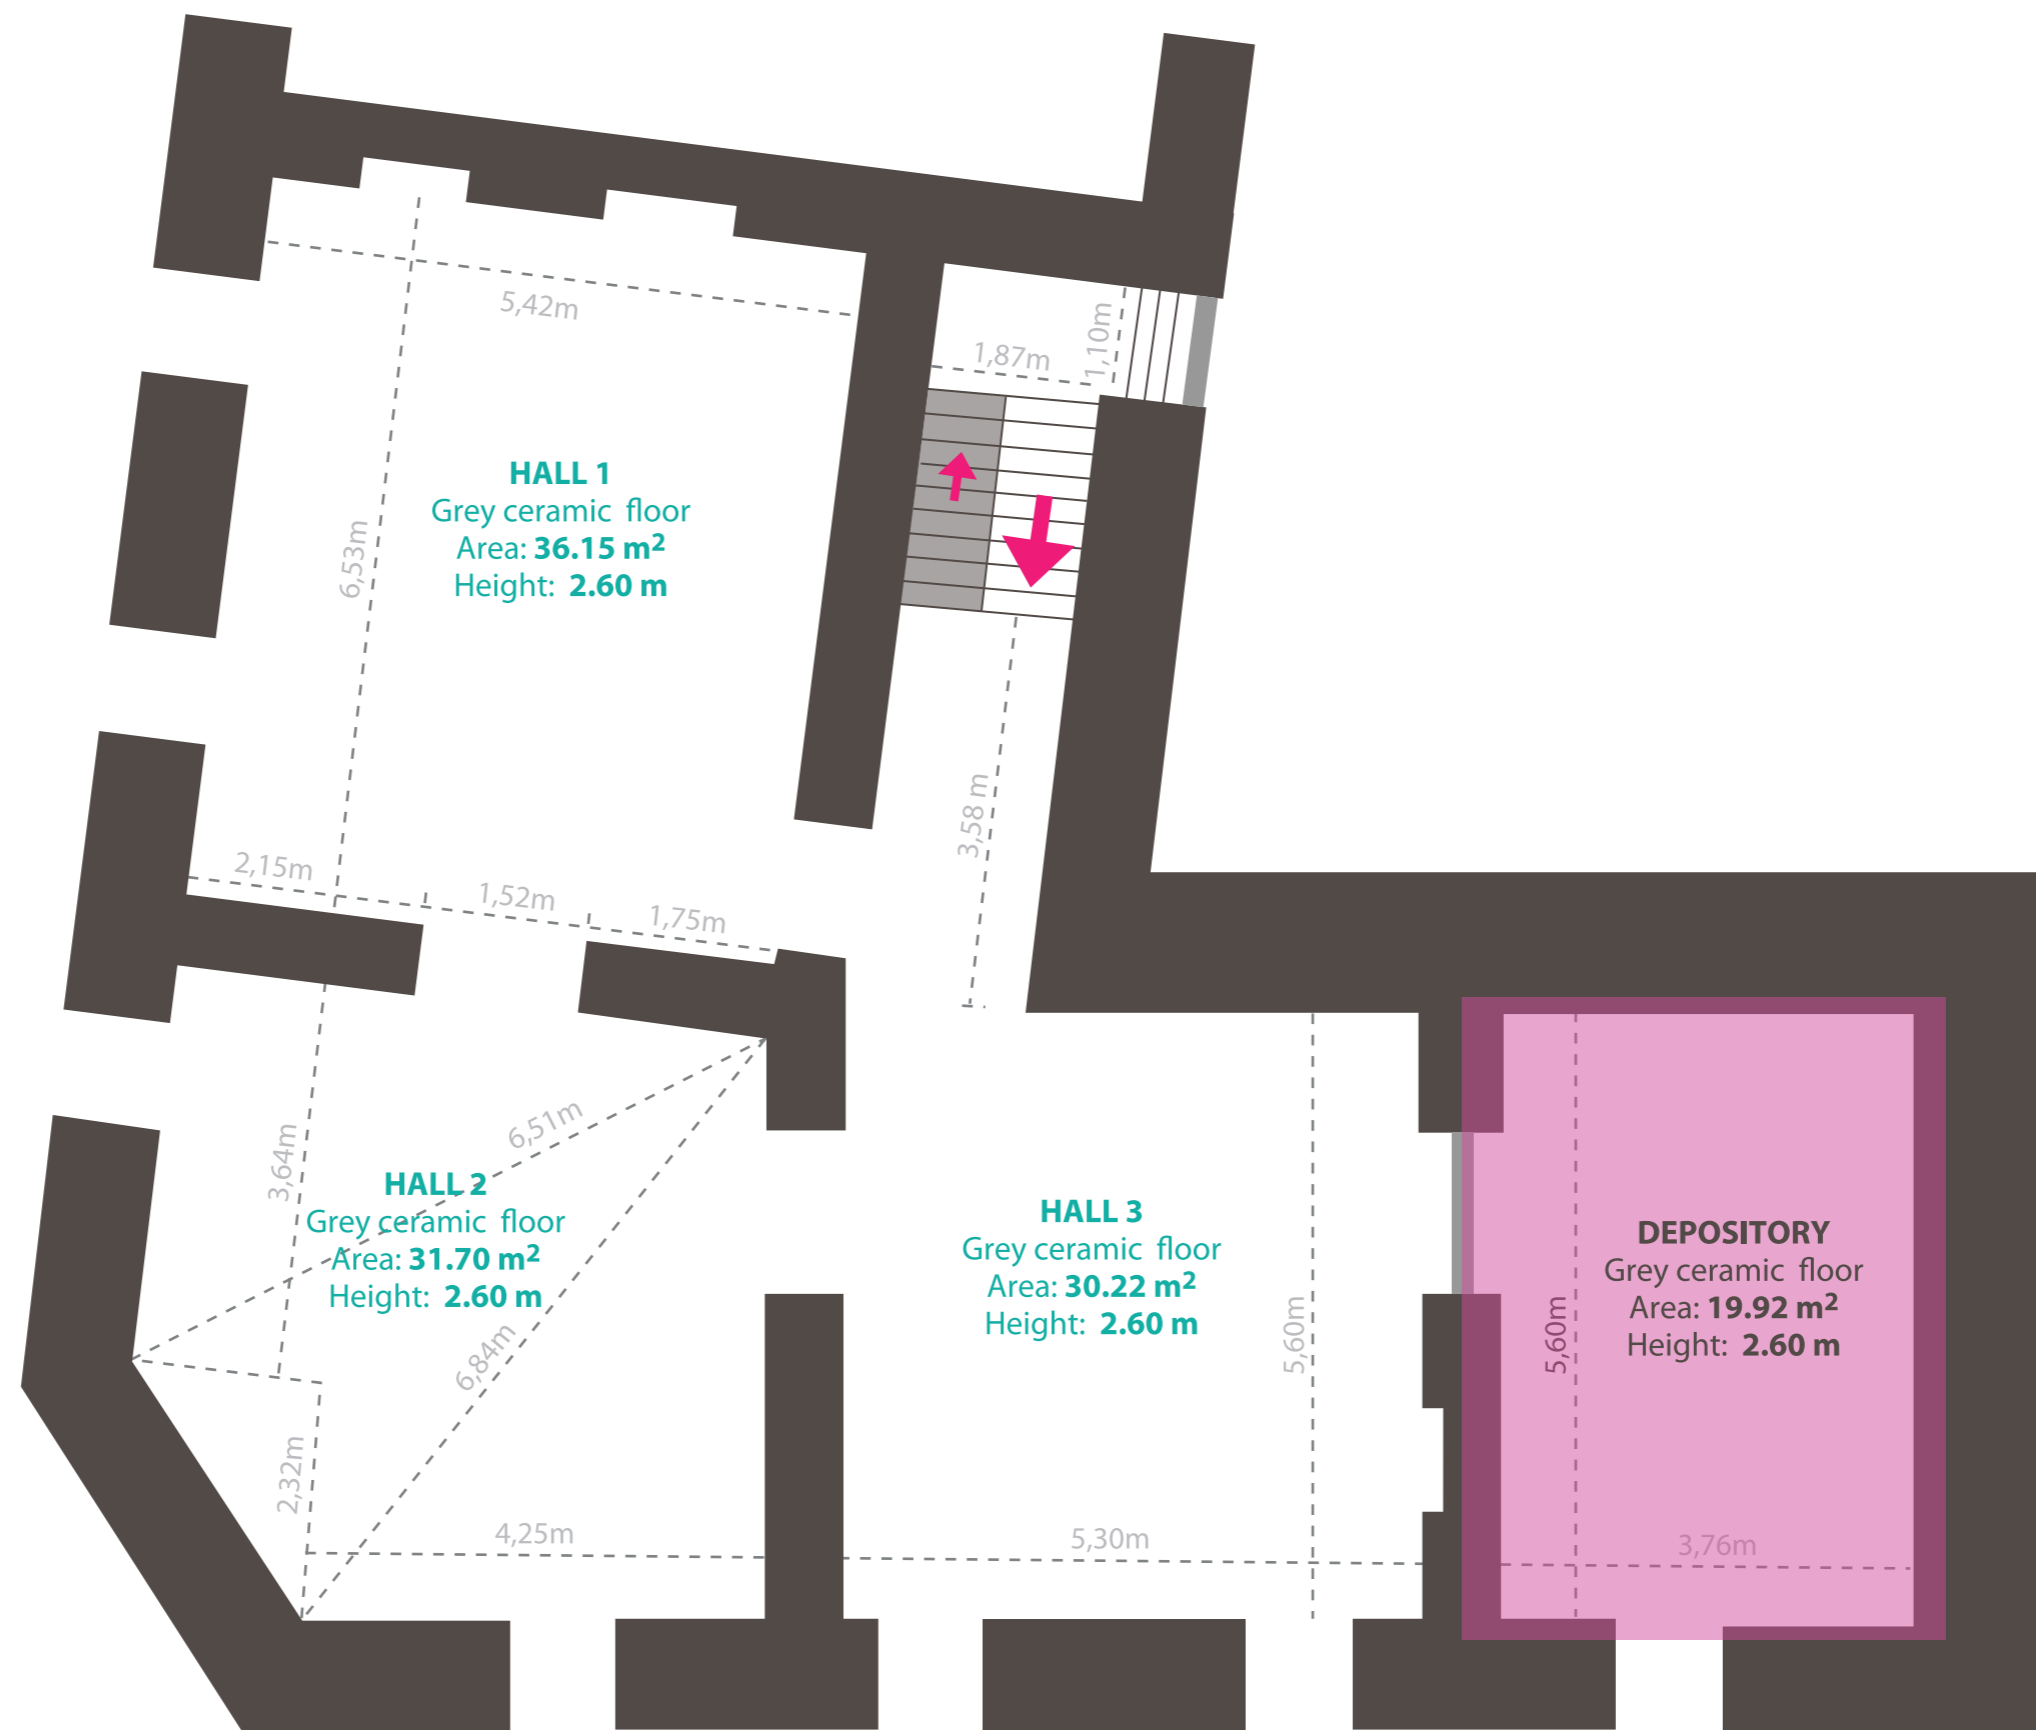 5,42m
1,87m
1,10m
HALL 1
Grey ceramic floor
Area: 36.15 m²
Height: 2.60 m
6,53m
3,58 m
2,15m
1,52m
1,75m
6,51m
3,64m
HALL 2
Grey ceramic floor
Area: 31.70 m²
Height: 2.60 m
6,84m
2,32m
4,25m
HALL 3
Grey ceramic floor
Area: 30.22 m²
Height: 2.60 m
5,60m
5,30m
DEPOSITORY
Grey ceramic floor
Area: 19.92 m²
Height: 2.60 m
5,60m
3,76m